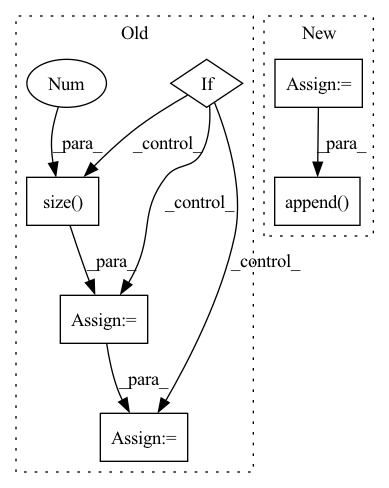 Old
New
Num
If
Assign:=
_para_
_control_
_para_
size()
_control_
append()
_para_
_control_
Assign:=
_para_
Assign:=